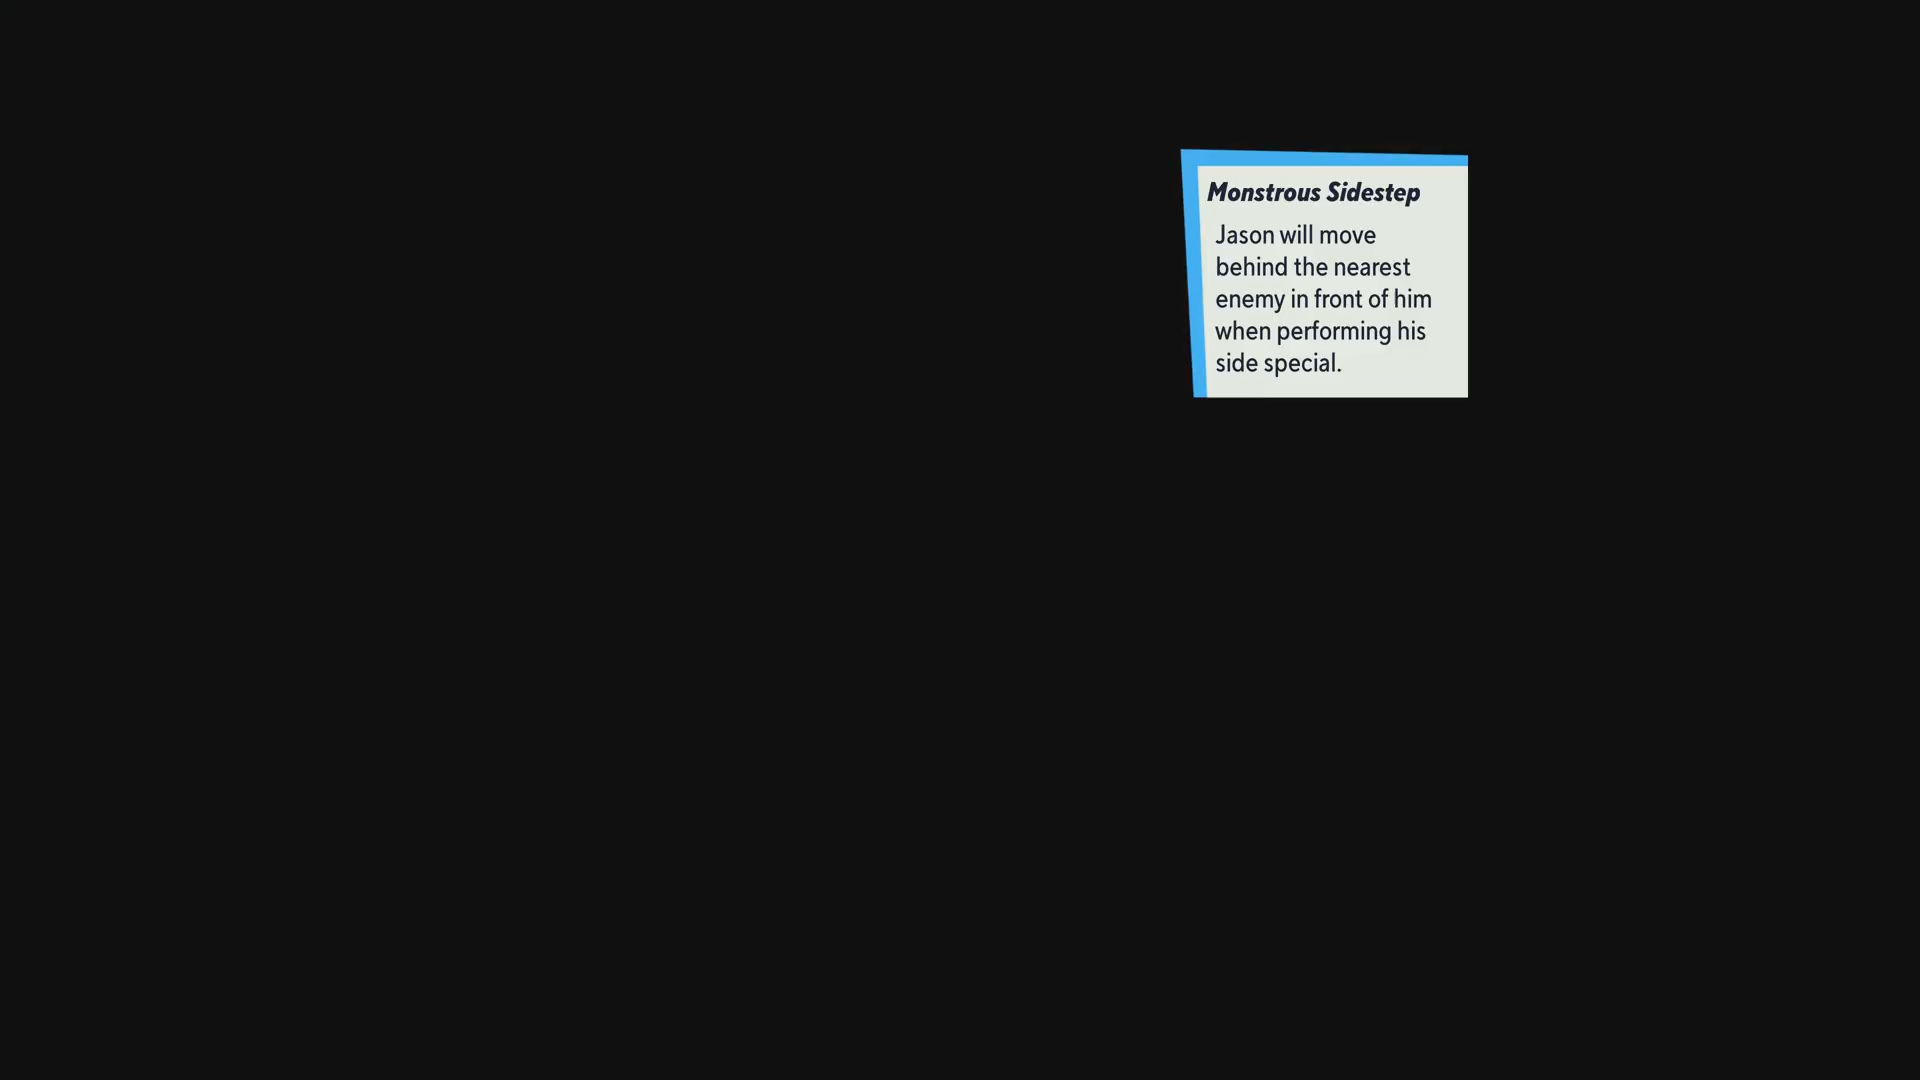 Monstrous Sidestep
Jason will move
behind the nearest
enemy in front of him
when performing his
side special.